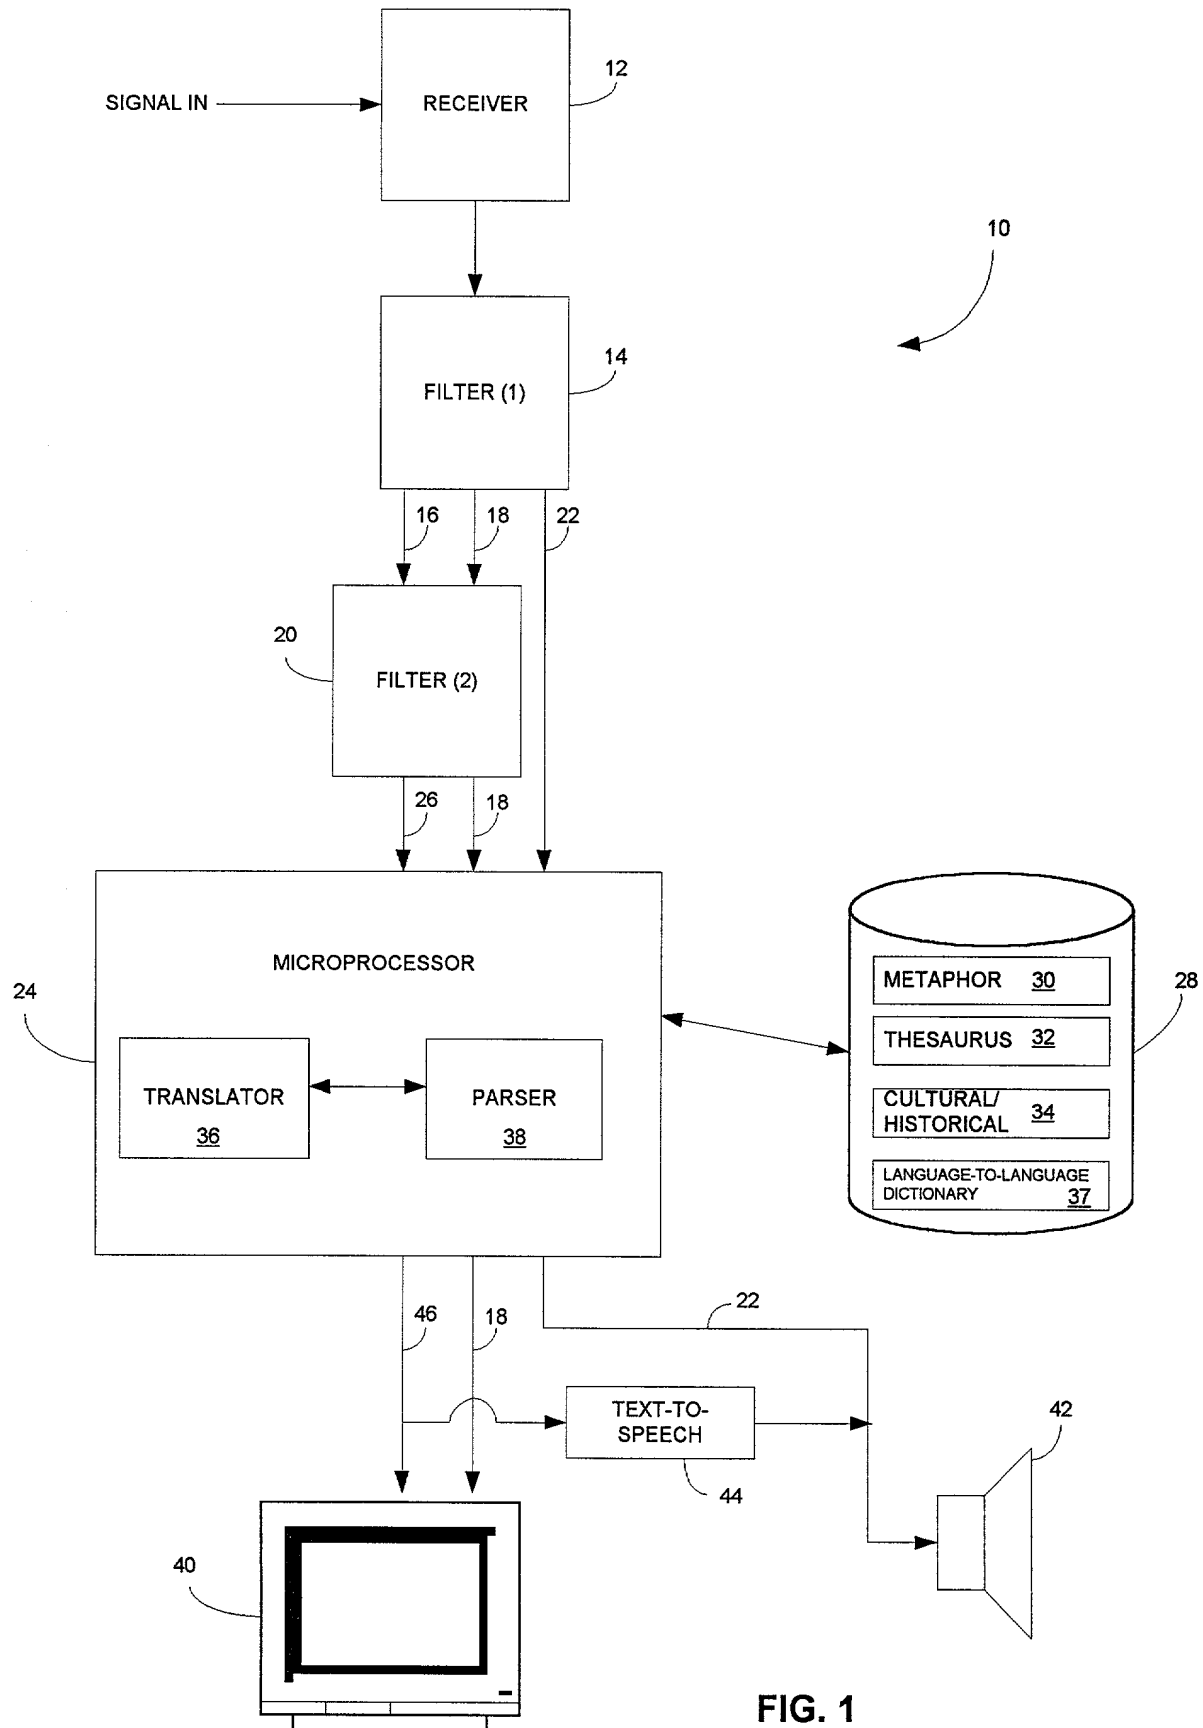 12
SIGNAL IN
RECEIVER
10
14
FILTER (1)
16
18
22
20
FILTER (2)
26
18
MICROPROCESSOR
24
METAPHOR 30
28
THESAURUS 32
TRANSLATOR
36
PARSER
38
CULTURAL/
HISTORICAL 34
LANGUAGE-TO-LANGUAGE
DICTIONARY 37
46
18
22
TEXT-TO-
SPEECH
42
44
40
FIG. 1